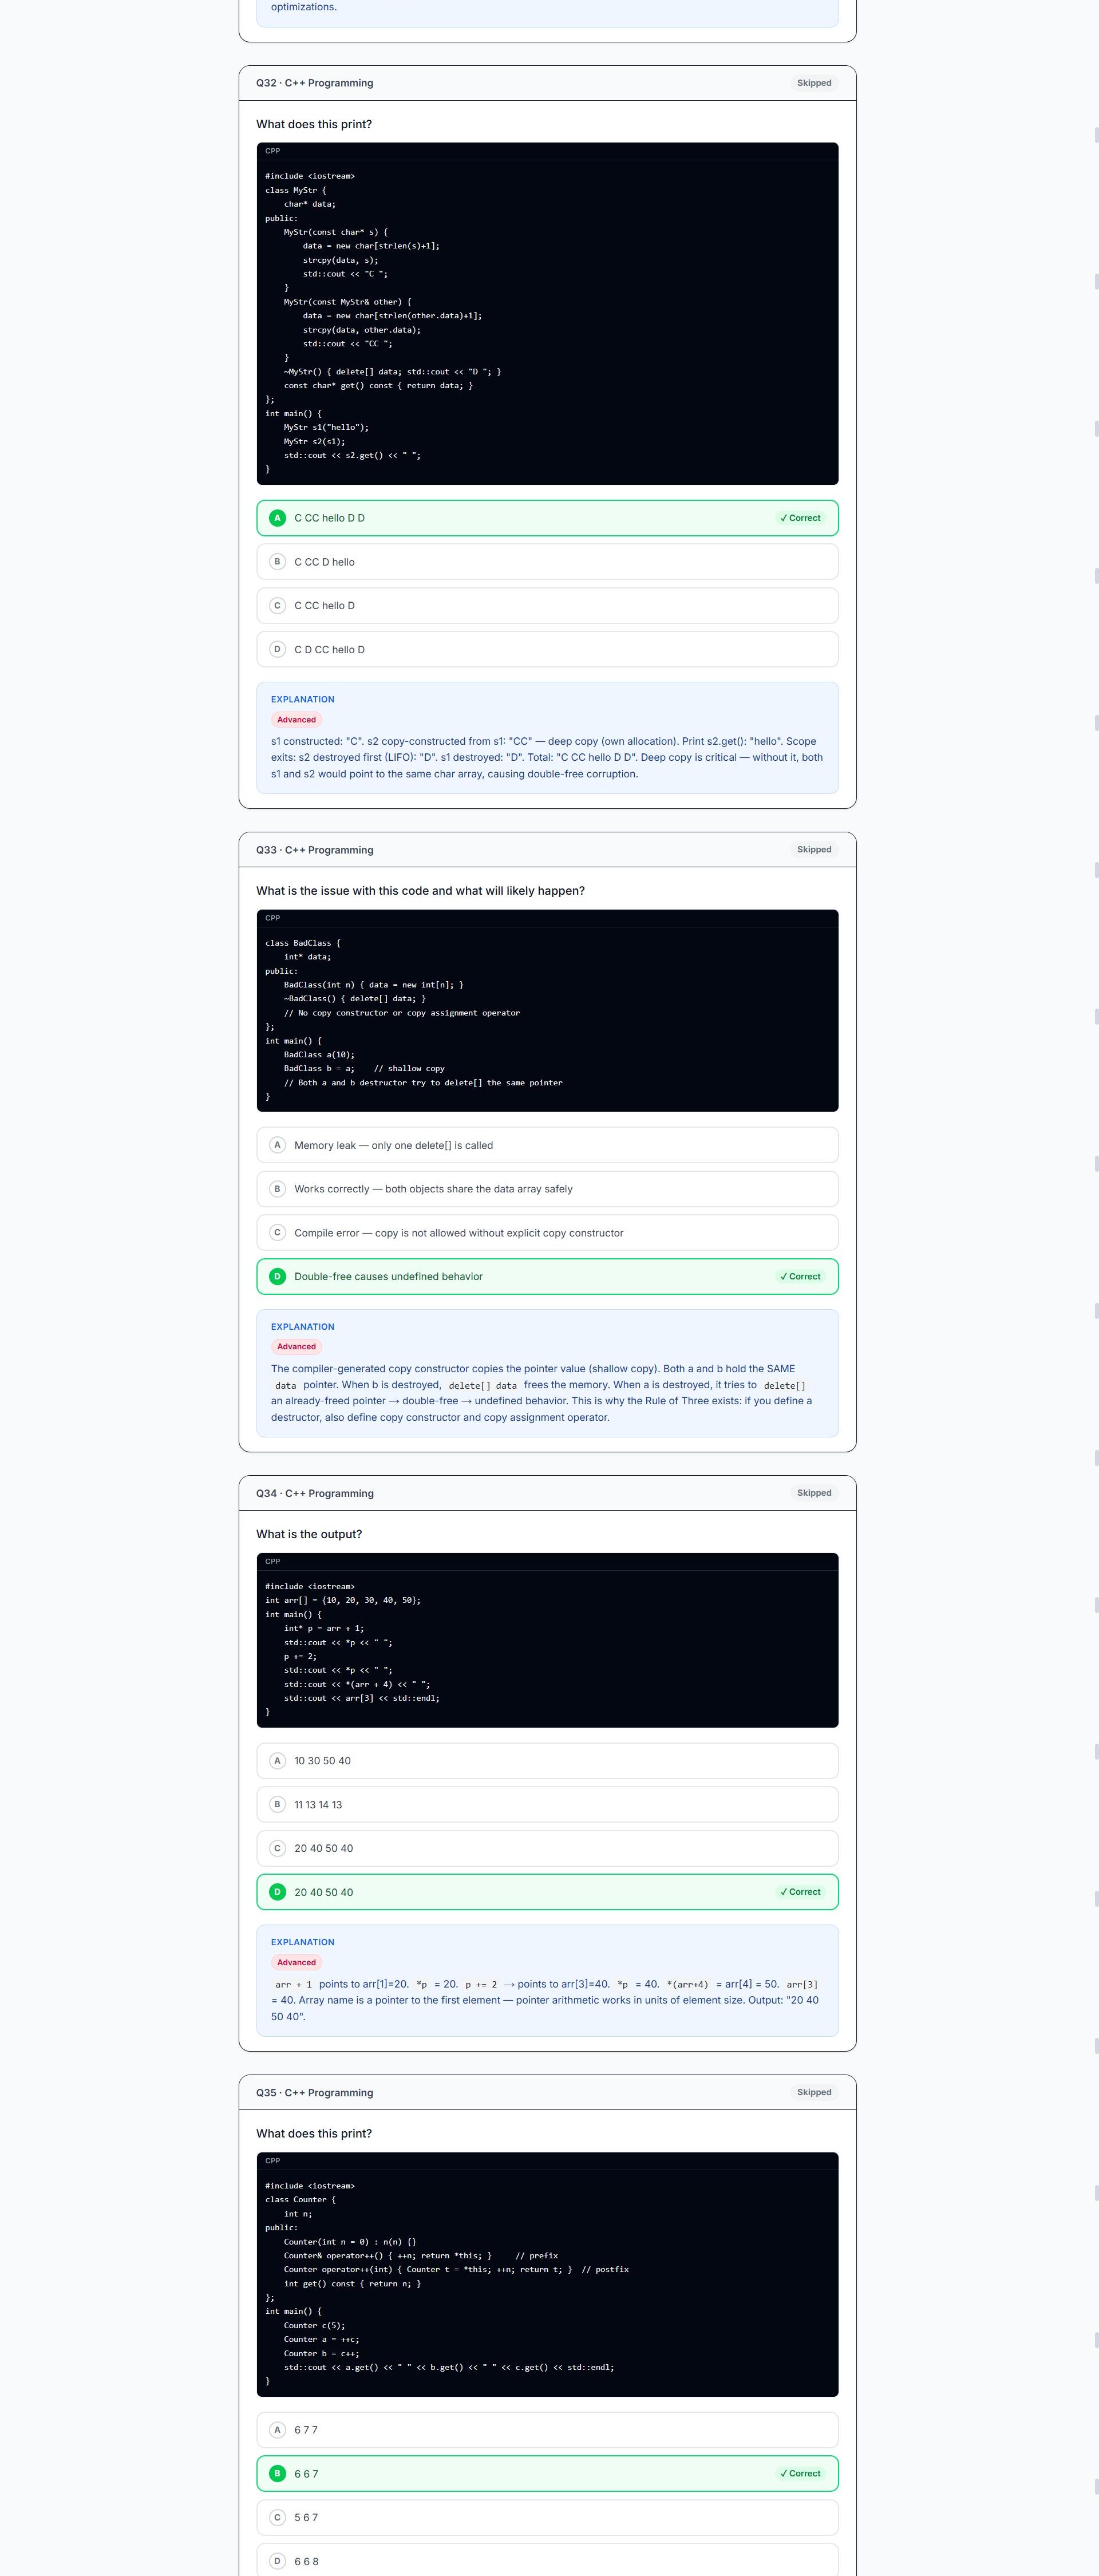 optimizations.
Q32 · C++ Programming
Skipped
What does this print?
CPP
#include <iostream>
class MyStr {
    char* data;
public:
    MyStr(const char* s) {
        data = new char[strlen(s)+1];
        strcpy(data, s);
        std::cout << "C ";
    }
    MyStr(const MyStr& other) {
        data = new char[strlen(other.data)+1];
        strcpy(data, other.data);
        std::cout << "CC ";
    }
    ~MyStr() { delete[] data; std::cout << "D "; }
    const char* get() const { return data; }
};
int main() {
    MyStr s1("hello");
    MyStr s2(s1);
    std::cout << s2.get() << " ";
}
A C CC hello D D ✓ Correct
B C CC D hello
C C CC hello D
D C D CC hello D
EXPLANATION
Advanced
s1 constructed: "C". s2 copy-constructed from s1: "CC" — deep copy (own allocation). Print s2.get(): "hello". Scope
exits: s2 destroyed first (LIFO): "D". s1 destroyed: "D". Total: "C CC hello D D". Deep copy is critical — without it, both
s1 and s2 would point to the same char array, causing double-free corruption.
Q33 · C++ Programming
Skipped
What is the issue with this code and what will likely happen?
CPP
class BadClass {
    int* data;
public:
    BadClass(int n) { data = new int[n]; }
    ~BadClass() { delete[] data; }
    // No copy constructor or copy assignment operator
};
int main() {
    BadClass a(10);
    BadClass b = a;    // shallow copy
    // Both a and b destructor try to delete[] the same pointer
}
A Memory leak — only one delete[] is called
B Works correctly — both objects share the data array safely
C Compile error — copy is not allowed without explicit copy constructor
D Double-free causes undefined behavior ✓ Correct
EXPLANATION
Advanced
The compiler-generated copy constructor copies the pointer value (shallow copy). Both a and b hold the SAME
data pointer. When b is destroyed, delete[] data frees the memory. When a is destroyed, it tries to delete[]
an already-freed pointer → double-free → undefined behavior. This is why the Rule of Three exists: if you define a
destructor, also define copy constructor and copy assignment operator.
Q34 · C++ Programming
Skipped
What is the output?
CPP
#include <iostream>
int arr[] = {10, 20, 30, 40, 50};
int main() {
    int* p = arr + 1;
    std::cout << *p << " ";
    p += 2;
    std::cout << *p << " ";
    std::cout << *(arr + 4) << " ";
    std::cout << arr[3] << std::endl;
}
A 10 30 50 40
B 11 13 14 13
C 20 40 50 40
D 20 40 50 40 ✓ Correct
EXPLANATION
Advanced
arr + 1 points to arr[1]=20. *p = 20. p += 2 → points to arr[3]=40. *p = 40. *(arr+4) = arr[4] = 50. arr[3]
= 40. Array name is a pointer to the first element — pointer arithmetic works in units of element size. Output: "20 40
50 40".
Q35 · C++ Programming
Skipped
What does this print?
CPP
#include <iostream>
class Counter {
    int n;
public:
    Counter(int n = 0) : n(n) {}
    Counter& operator++() { ++n; return *this; }     // prefix
    Counter operator++(int) { Counter t = *this; ++n; return t; }  // postfix
    int get() const { return n; }
};
int main() {
    Counter c(5);
    Counter a = ++c;
    Counter b = c++;
    std::cout << a.get() << " " << b.get() << " " << c.get() << std::endl;
}
A 6 7 7
B 6 6 7 ✓ Correct
C 5 6 7
D 6 6 8